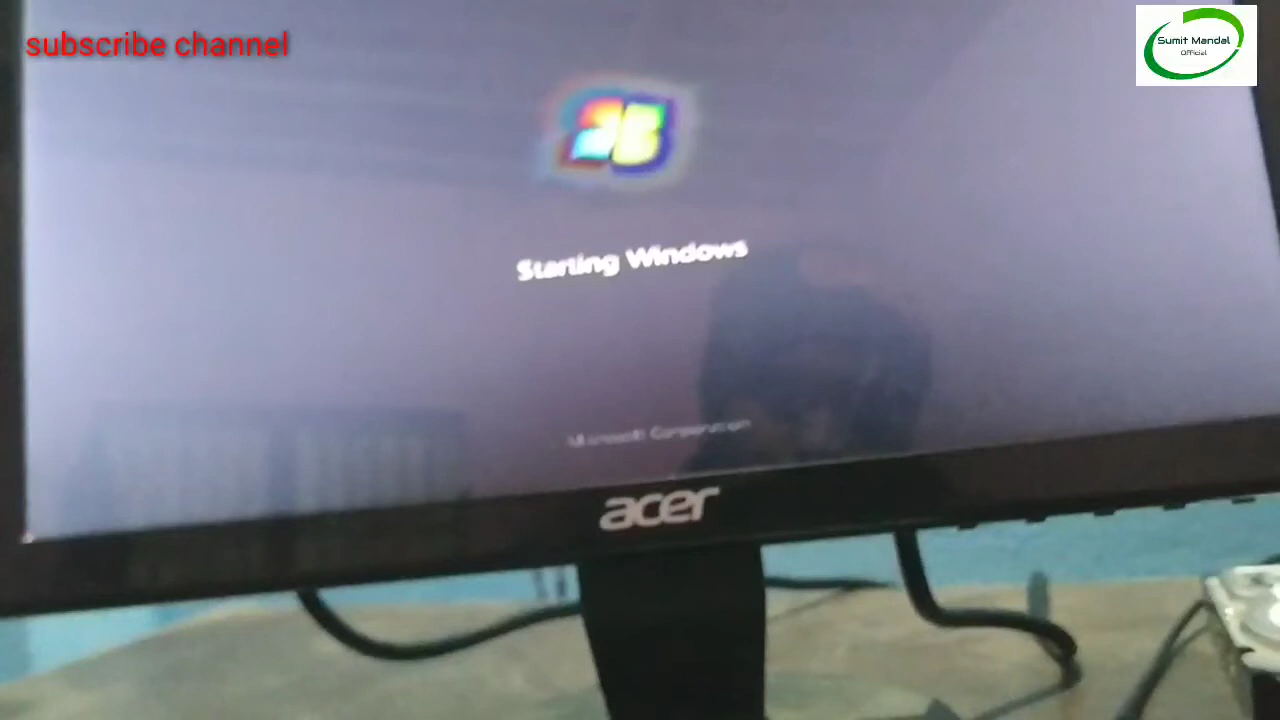 subscribe channel
Sumit Mandal
Official
Starting Windows
Microsoft Corporation
acer